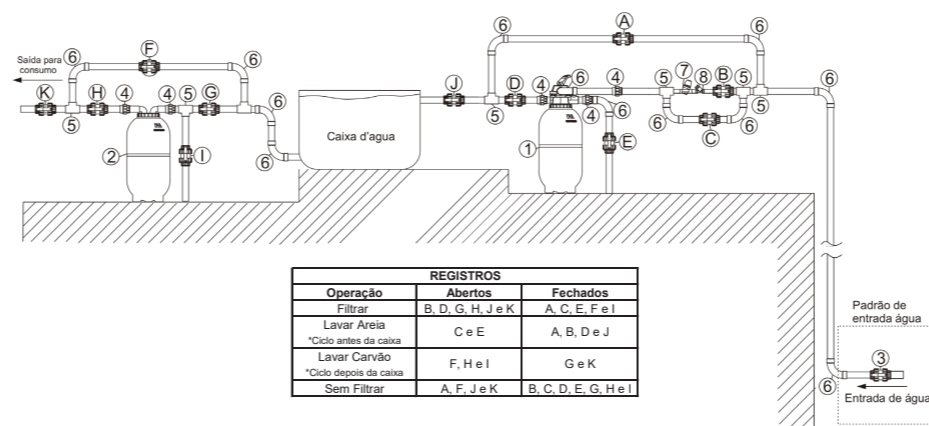 A
6
6
F
6
6
Saída para
consumo
J
D
4
6
4
5
7
8
B
5
6
K
H
4
4
5
G
6
5
5
4
6
6
C
6
5
Caixa d'agua
E
2
I
6
1
REGISTROS
Operação Abertos Fechados
Filtrar B, D, G, H, J e K A, C, E, F e I
Lavar Areia
*Ciclo antes da caixa
C e E A, B, D e J
Lavar Carvão
*Ciclo depois da caixa
F, H e I G e K
Sem Filtrar A, F, J e K B, C, D, E, G, H e I
Padrão de
entrada água
3
6
Entrada de água